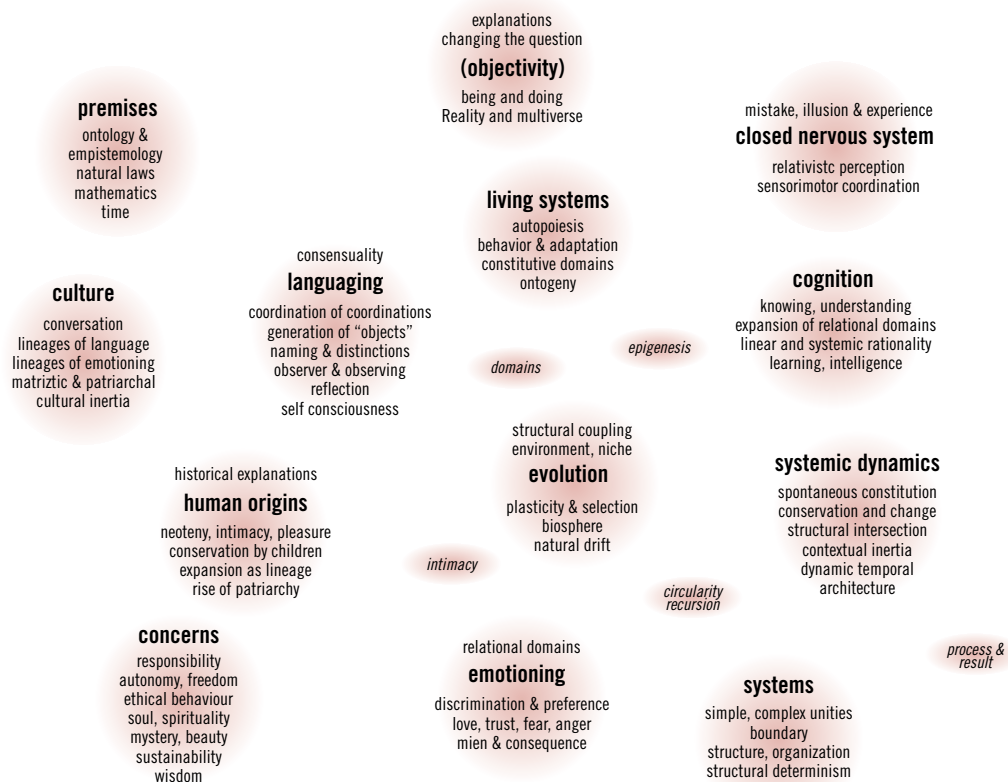 explanations
changing the question
(objectivity)
being and doing
Reality and multiverse
premises
ontology &
empistemology
natural laws
mathematics
time
mistake, illusion & experience
closed nervous system
relativistc perception
sensorimotor coordination
living systems
autopoiesis
behavior & adaptation
constitutive domains
ontogeny
culture
conversation
lineages of language
lineages of emotioning
matriztic & patriarchal
cultural inertia
consensuality
languaging
coordination of coordinations
generation of “objects”
naming & distinctions
observer & observing
reflection
self consciousness
domains
epigenesis
cognition
knowing, understanding
expansion of relational domains
linear and systemic rationality
learning, intelligence
historical explanations
human origins
neoteny, intimacy, pleasure
conservation by children
expansion as lineage
rise of patriarchy
structural coupling
environment, niche
evolution
plasticity & selection
biosphere
natural drift
systemic dynamics
spontaneous constitution
conservation and change
structural intersection
contextual inertia
dynamic temporal
architecture
intimacy
circularity
recursion
process &
result
concerns
responsibility
autonomy, freedom
ethical behaviour
soul, spirituality
mystery, beauty
sustainability
wisdom
relational domains
emotioning
discrimination & preference
love, trust, fear, anger
mien & consequence
systems
simple, complex unities
boundary
structure, organization
structural determinism